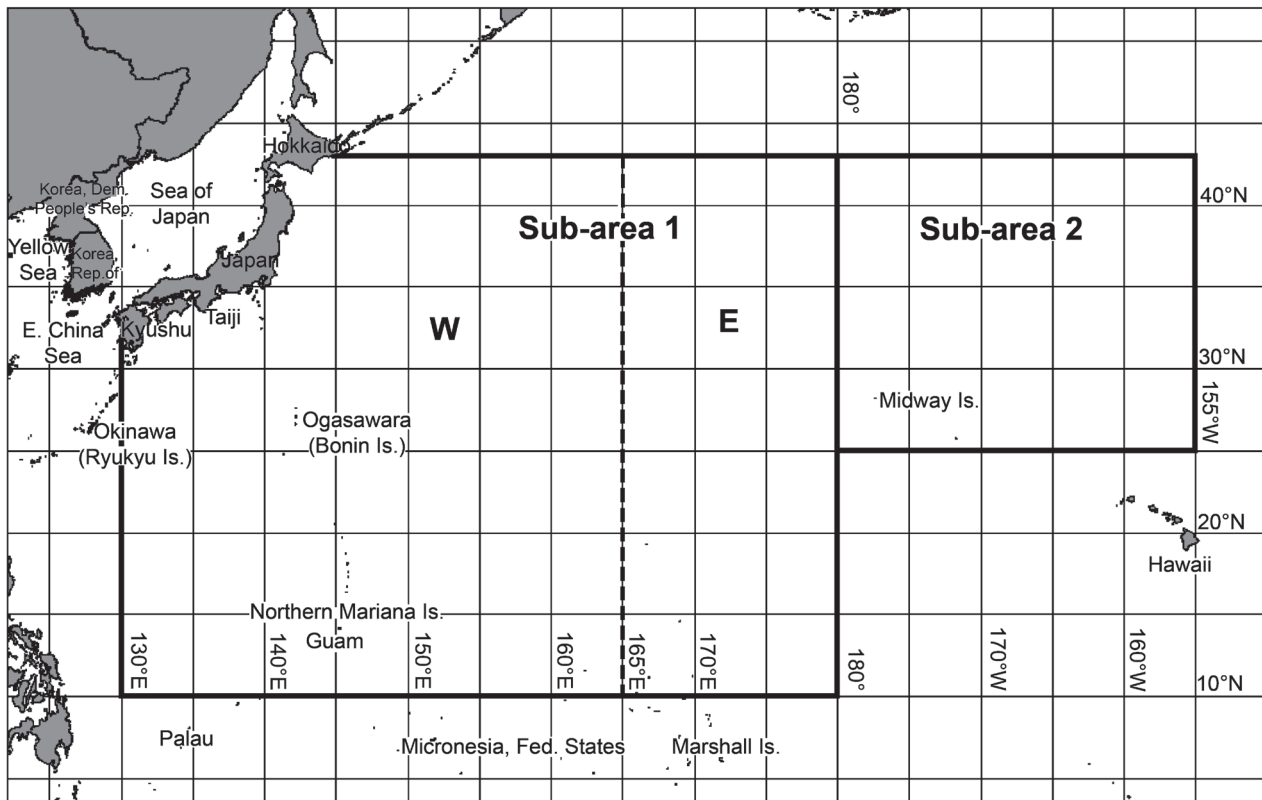 180°
Hokkaido
Korea, Dem.
People's Rep.
Sea of
Japan
40°N
Sub-area 1
Sub-area 2
Yellow
Sea
Korea,
Rep.of
Japan
E. China
Sea
Kyushu
Taiji
W
E
30°N
155°W
Midway Is.
Ogasawara
(Bonin Is.)
Okinawa
(Ryukyu Is.)
20°N
Hawaii
Northern Mariana Is.
Guam
130°E
140°E
150°E
160°E
165°E
170°E
180°
170°W
160°W
10°N
Palau
Micronesia, Fed. States
Marshall Is.